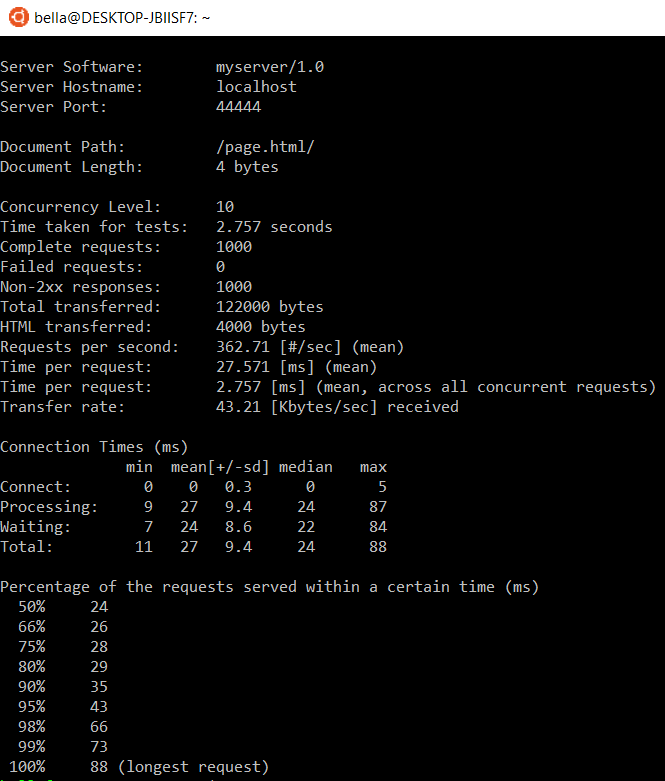 bella@DESKTOP-JBIISF7: ~
Server Software:        myserver/1.0
Server Hostname:        localhost
Server Port:            44444
Document Path:          /page.html/
Document Length:        4 bytes
Concurrency Level:      10
Time taken for tests:   2.757 seconds
Complete requests:      1000
Failed requests:        0
Non-2xx responses:      1000
Total transferred:      122000 bytes
HTML transferred:       4000 bytes
Requests per second:    362.71 [#/sec] (mean)
Time per request:       27.571 [ms] (mean)
Time per request:       2.757 [ms] (mean, across all concurrent requests)
Transfer rate:          43.21 [Kbytes/sec] received
Connection Times (ms)
              min  mean[+/-sd] median   max
Connect:        0    0   0.3      0       5
Processing:     9   27   9.4     24      87
Waiting:        7   24   8.6     22      84
Total:         11   27   9.4     24      88
Percentage of the requests served within a certain time (ms)
  50%     24
  66%     26
  75%     28
  80%     29
  90%     35
  95%     43
  98%     66
  99%     73
 100%     88 (longest request)